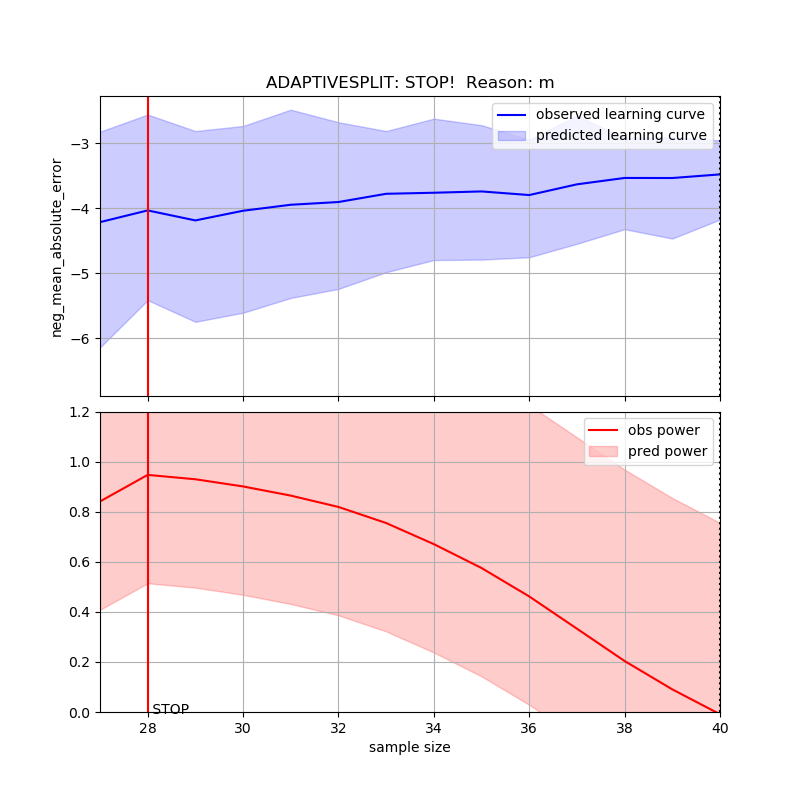 ADAPTIVESPLIT: STOP!  Reason: m
observed learning curve
predicted learning curve
neg_mean_absolute_error
−3
−4
−5
−6
obs power
pred power
1.2
1.0
0.8
0.6
0.4
0.2
0.0
STOP
28 30 32 34 36 38 40
sample size